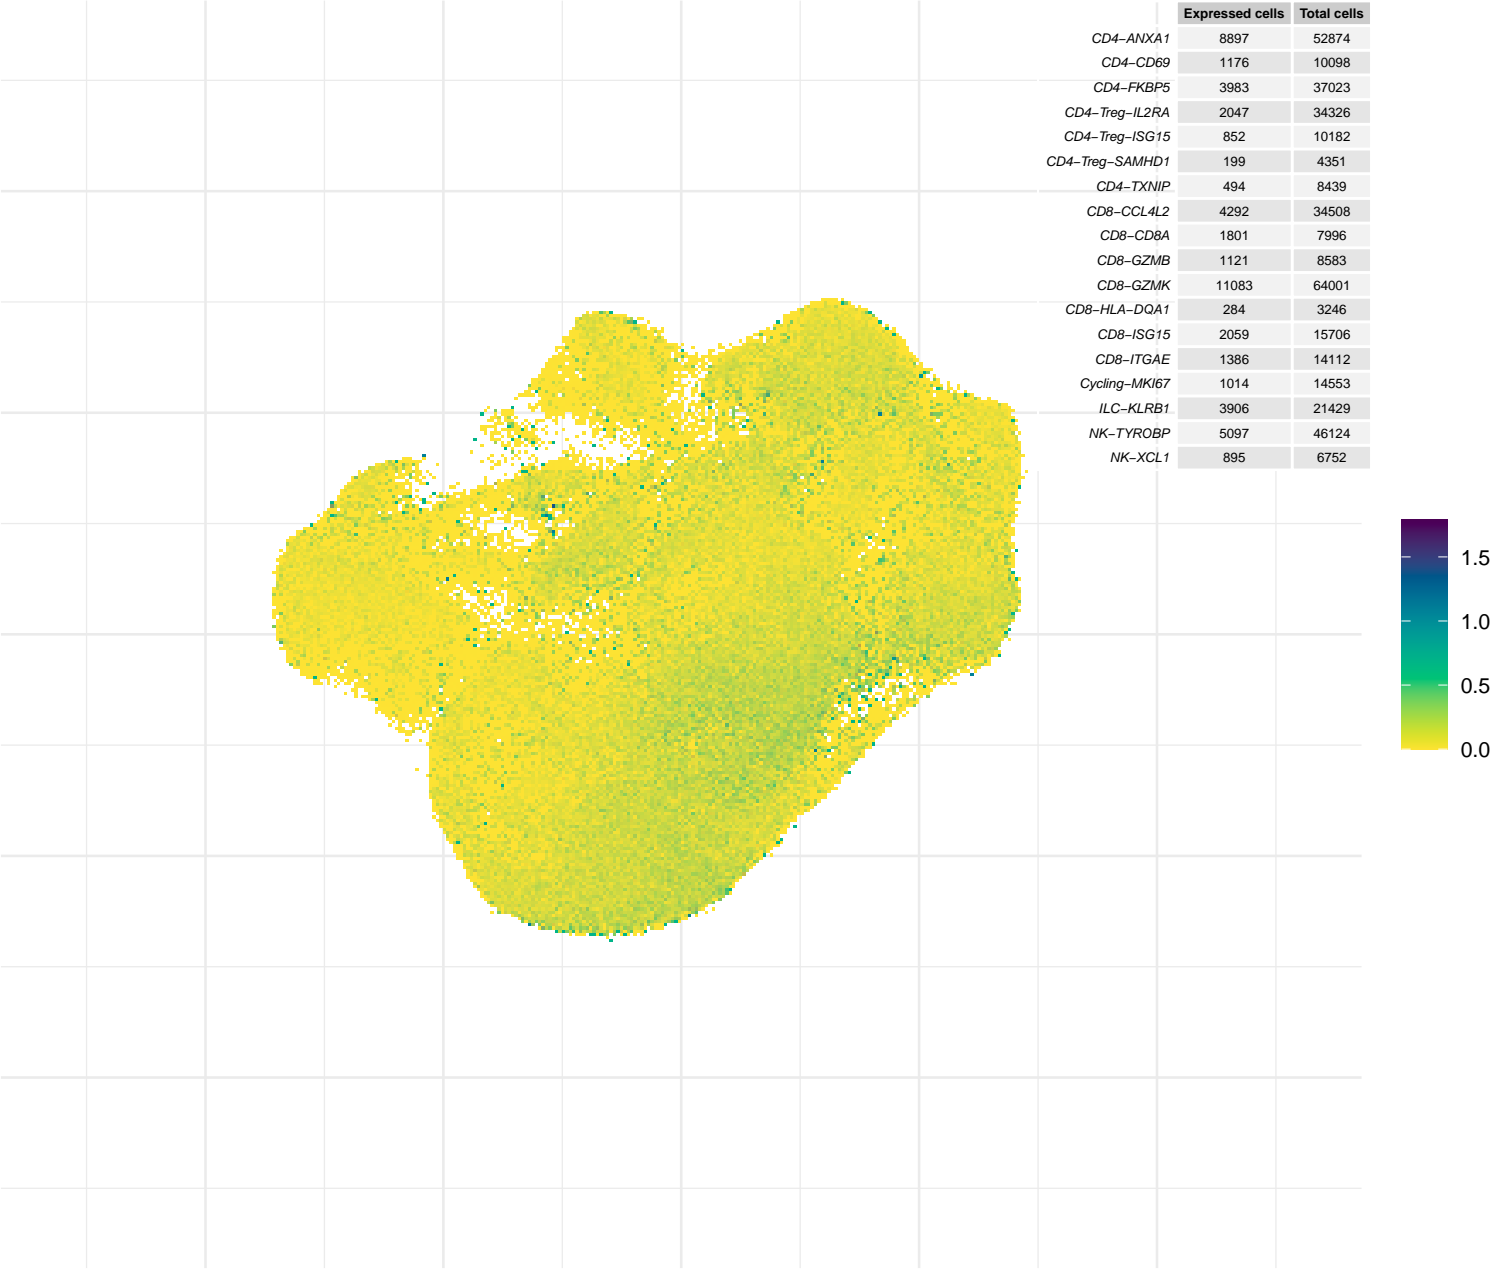 Expressed cells Total cells
CD4−ANXA1 8897 52874
CD4−CD69 1176 10098
CD4−FKBP5 3983 37023
CD4−Treg−IL2RA 2047 34326
CD4−Treg−ISG15 852 10182
CD4−Treg−SAMHD1 199 4351
CD4−TXNIP 494 8439
CD8−CCL4L2 4292 34508
CD8−CD8A 1801 7996
CD8−GZMB 1121 8583
CD8−GZMK 11083 64001
CD8−HLA−DQA1 284 3246
CD8−ISG15 2059 15706
CD8−ITGAE 1386 14112
Cycling−MKI67 1014 14553
ILC−KLRB1 3906 21429
NK−TYROBP 5097 46124
NK−XCL1 895 6752
1.5
1.0
0.5
0.0